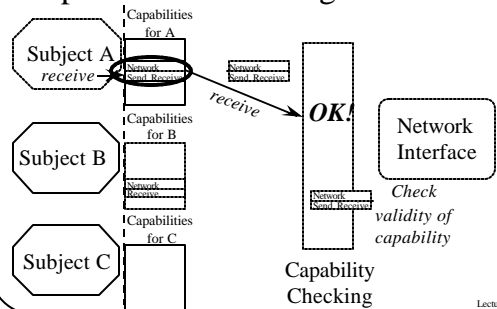 Capabilities
for A
Subject A
receive
Network
Send, Receive
Network
Send, Receive
receive
OK!
Network
Interface
Capabilities
for B
Subject B
Network
Receive
Network
Send, Receive
Check
validity of
capability
Capabilities
for C
Subject C
Capability
Checking